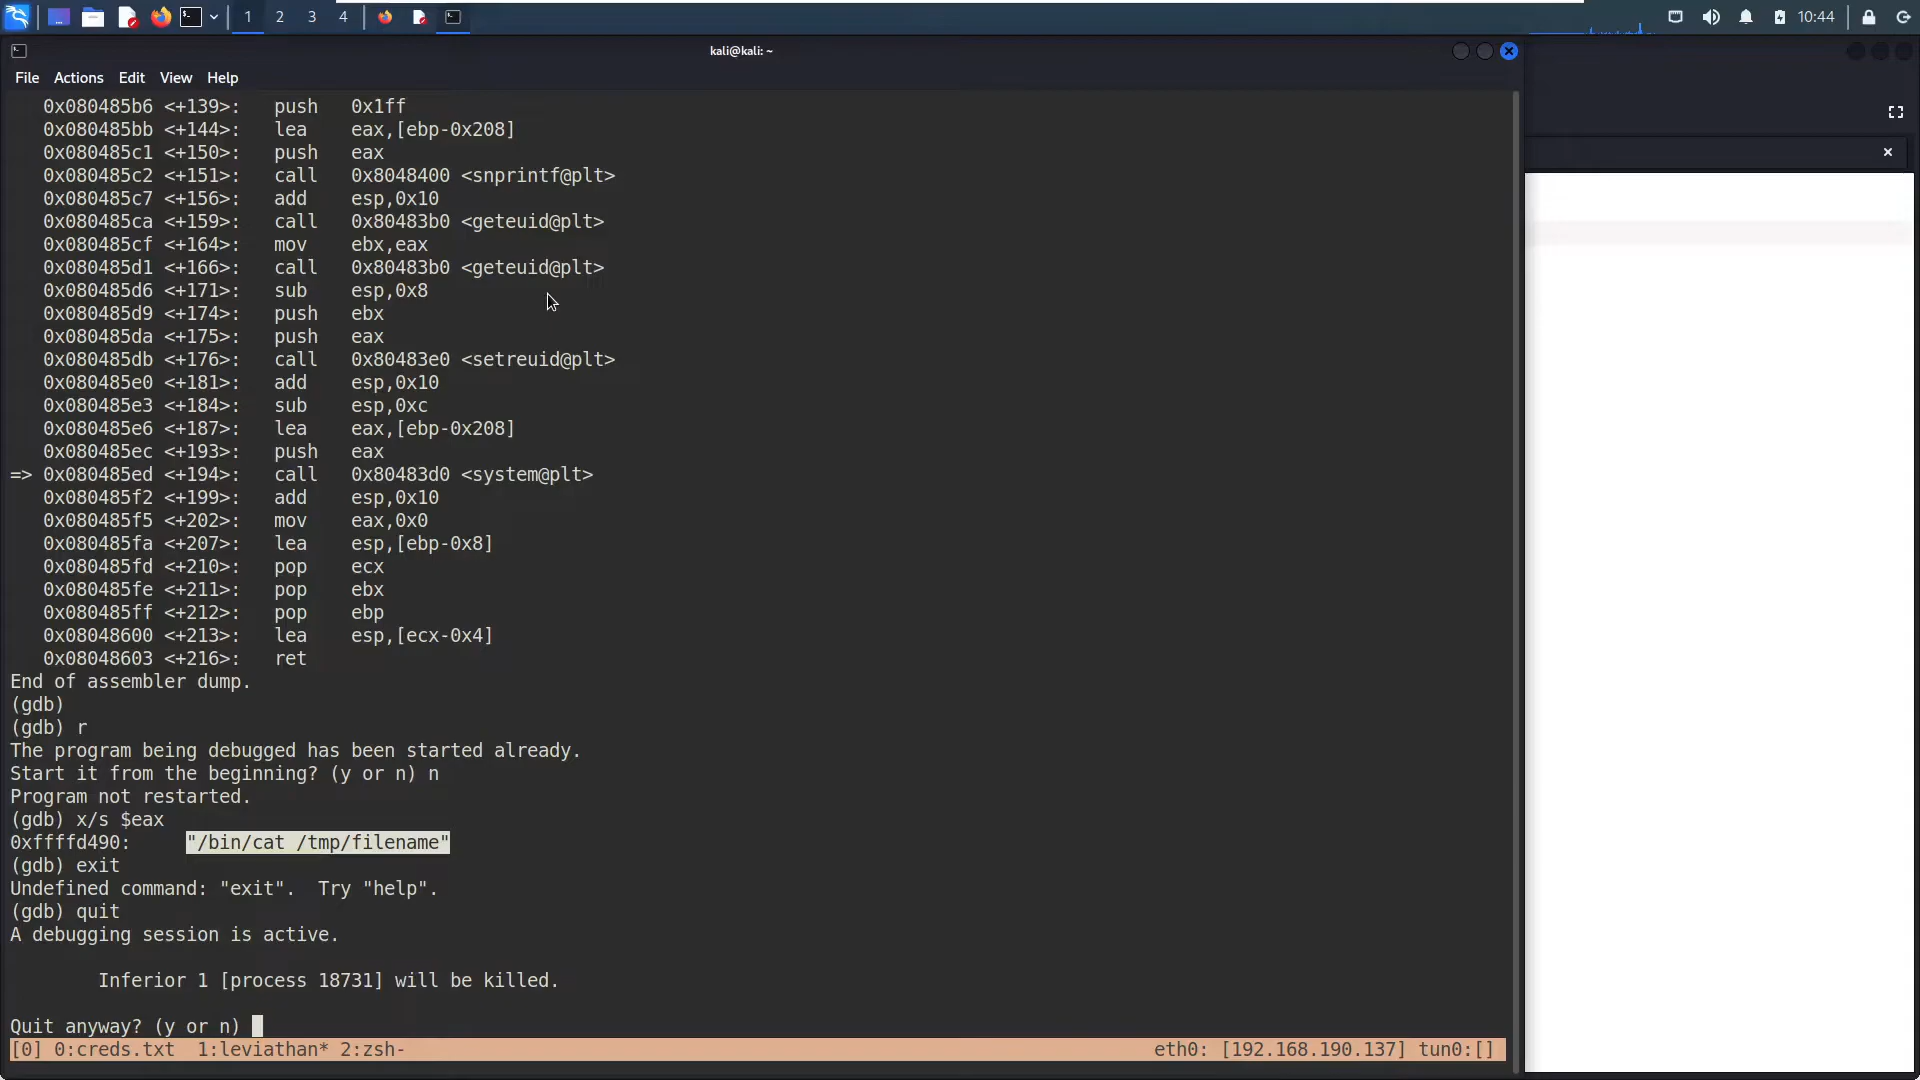 1 2 3 4 10:44
kali@kali: ~
File Actions Edit View Help
0x080485b6 <+139>: push 0x1ff
0x080485bb <+144>: lea eax,[ebp-0x208]
0x080485c1 <+150>: push eax
0x080485c2 <+151>: call 0x8048400 <snprintf@plt>
0x080485c7 <+156>: add esp,0x10
0x080485ca <+159>: call 0x80483b0 <geteuid@plt>
0x080485cf <+164>: mov ebx,eax
0x080485d1 <+166>: call 0x80483b0 <geteuid@plt>
0x080485d6 <+171>: sub esp,0x8
0x080485d9 <+174>: push ebx
0x080485da <+175>: push eax
0x080485db <+176>: call 0x80483e0 <setreuid@plt>
0x080485e0 <+181>: add esp,0x10
0x080485e3 <+184>: sub esp,0xc
0x080485e6 <+187>: lea eax,[ebp-0x208]
0x080485ec <+193>: push eax
=> 0x080485ed <+194>: call 0x80483d0 <system@plt>
0x080485f2 <+199>: add esp,0x10
0x080485f5 <+202>: mov eax,0x0
0x080485fa <+207>: lea esp,[ebp-0x8]
0x080485fd <+210>: pop ecx
0x080485fe <+211>: pop ebx
0x080485ff <+212>: pop ebp
0x08048600 <+213>: lea esp,[ecx-0x4]
0x08048603 <+216>: ret
End of assembler dump.
(gdb)
(gdb) r
The program being debugged has been started already.
Start it from the beginning? (y or n) n
Program not restarted.
(gdb) x/s $eax
0xffffd490: "/bin/cat /tmp/filename"
(gdb) exit
Undefined command: "exit". Try "help".
(gdb) quit
A debugging session is active.
Inferior 1 [process 18731] will be killed.
Quit anyway? (y or n)
[0] 0:creds.txt 1:leviathan* 2:zsh- eth0: [192.168.190.137] tun0:[]